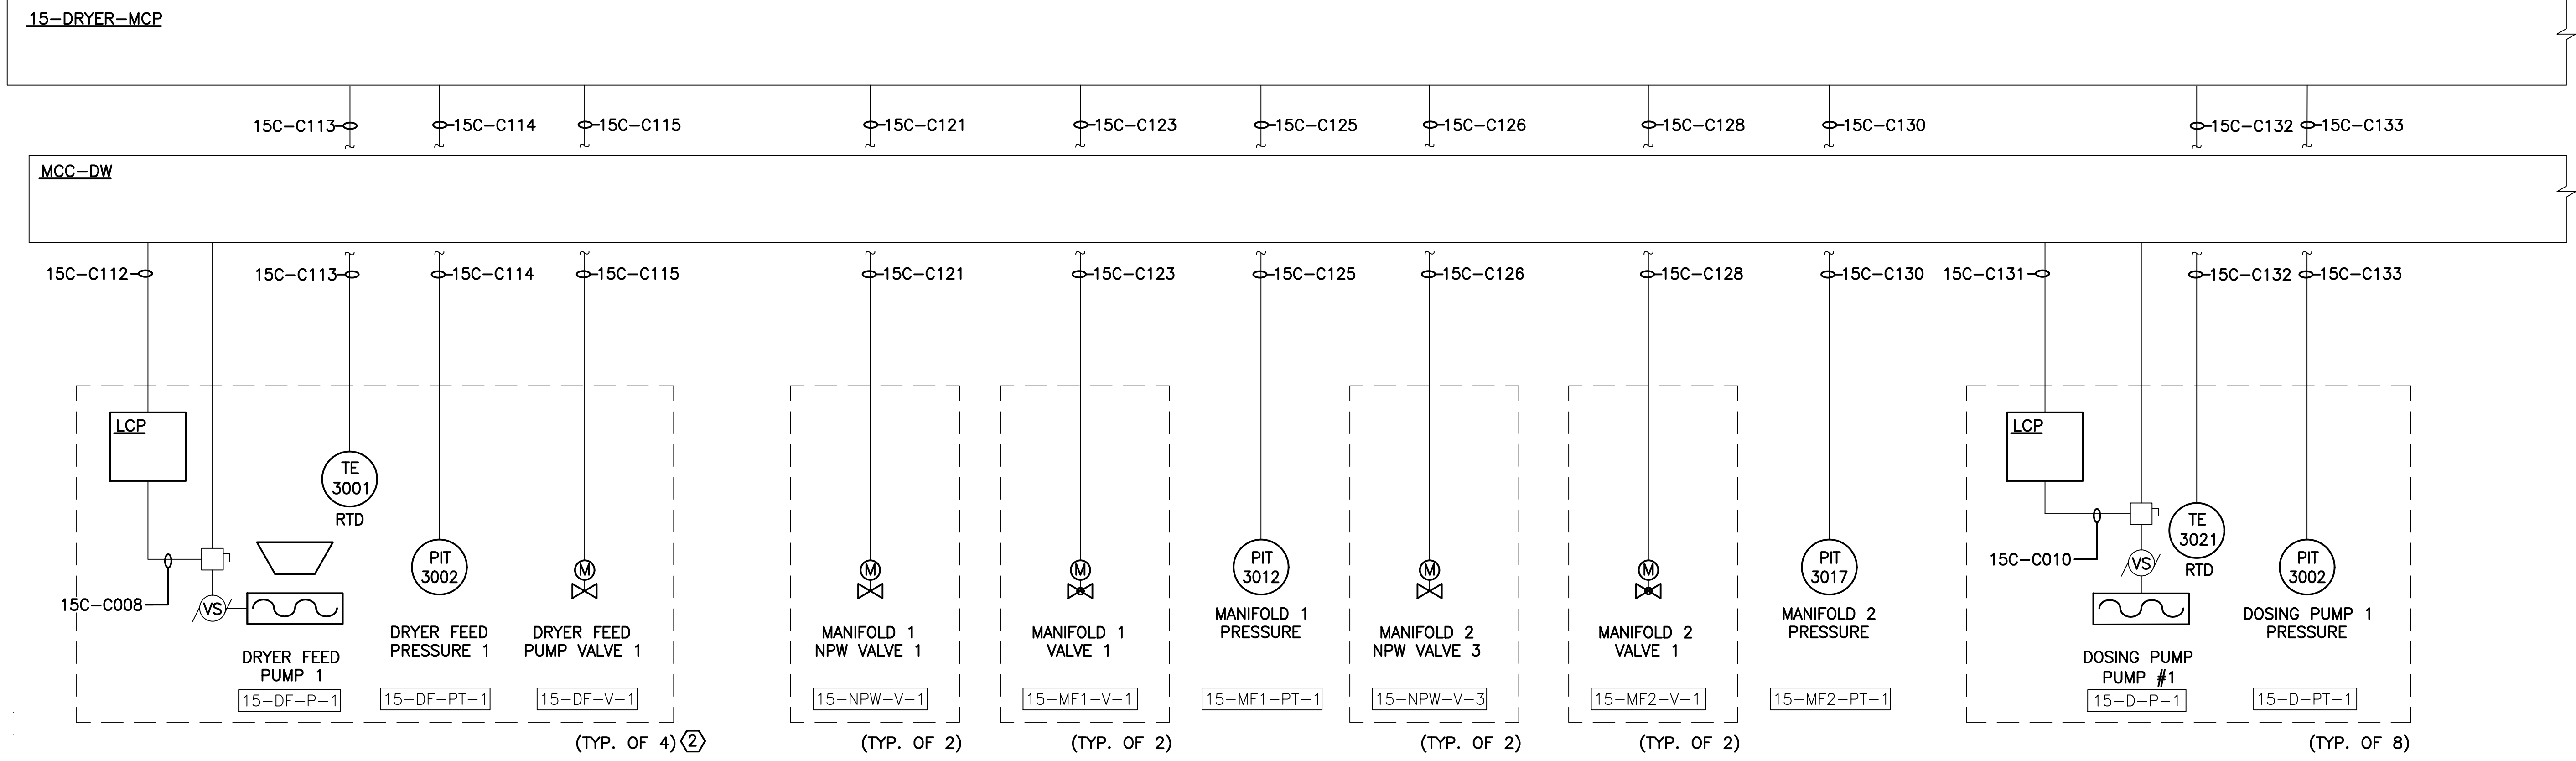 15-DRYER-MCP
15C-C113
15C-C114
15C-C115
15C-C121
15C-C123
15C-C125
15C-C126
15C-C128
15C-C130
15C-C132
15C-C133
MCC-DW
15C-C112
15C-C113
15C-C114
15C-C115
15C-C121
15C-C123
15C-C125
15C-C126
15C-C128
15C-C130
15C-C131
15C-C132
15C-C133
LCP
TE
3001
RTD
15C-C008
VS
DRYER FEED
PUMP 1
15-DF-P-1
PIT
3002
DRYER FEED
PRESSURE 1
15-DF-PT-1
M
DRYER FEED
PUMP VALVE 1
15-DF-V-1
(TYP. OF 4)
2
M
MANIFOLD 1
NPW VALVE 1
15-NPW-V-1
(TYP. OF 2)
M
MANIFOLD 1
VALVE 1
15-MF1-V-1
(TYP. OF 2)
PIT
3012
MANIFOLD 1
PRESSURE
15-MF1-PT-1
M
MANIFOLD 2
NPW VALVE 3
15-NPW-V-3
(TYP. OF 2)
M
MANIFOLD 2
VALVE 1
15-MF2-V-1
(TYP. OF 2)
PIT
3017
MANIFOLD 2
PRESSURE
15-MF2-PT-1
LCP
15C-C010
VS
TE
3021
RTD
DOSING PUMP
PUMP #1
15-D-P-1
PIT
3002
DOSING PUMP 1
PRESSURE
15-D-PT-1
(TYP. OF 8)